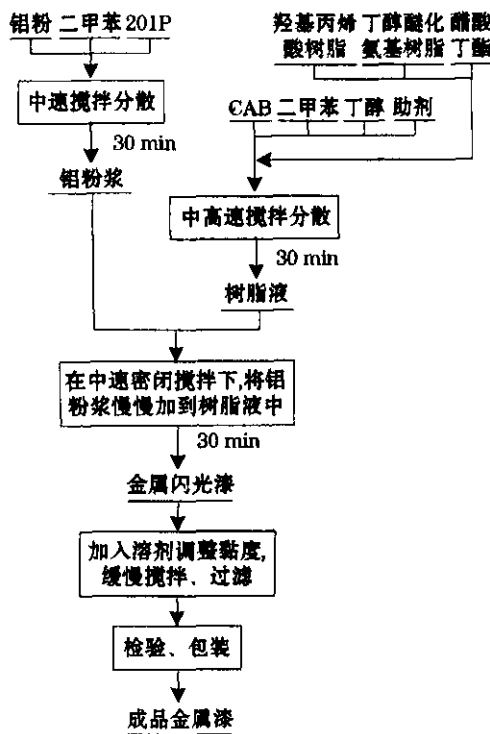 铝粉 二甲苯 201P
羟基丙烯 丁醇醚化 醋酸
酸树脂 氨基树脂 丁酯
中速搅拌分散
CAB 二甲苯 丁醇 助剂
30 min
铝粉浆
中高速搅拌分散
30 min
树脂液
在中速密闭搅拌下,将铝
粉浆慢慢加到树脂液中
30 min
金属闪光漆
加入溶剂调整黏度,
缓慢搅拌、过滤
检验、包装
成品金属漆